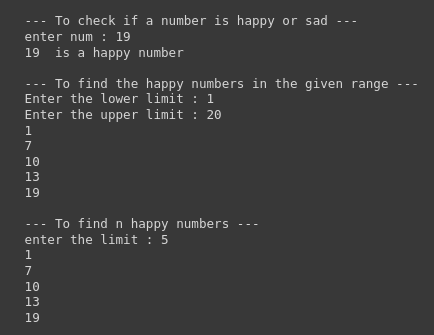 --- To check if a number is happy or sad ---
enter num : 19
19  is a happy number
--- To find the happy numbers in the given range ---
Enter the lower limit : 1
Enter the upper limit : 20
1
7
10
13
19
--- To find n happy numbers ---
enter the limit : 5
1
7
10
13
19